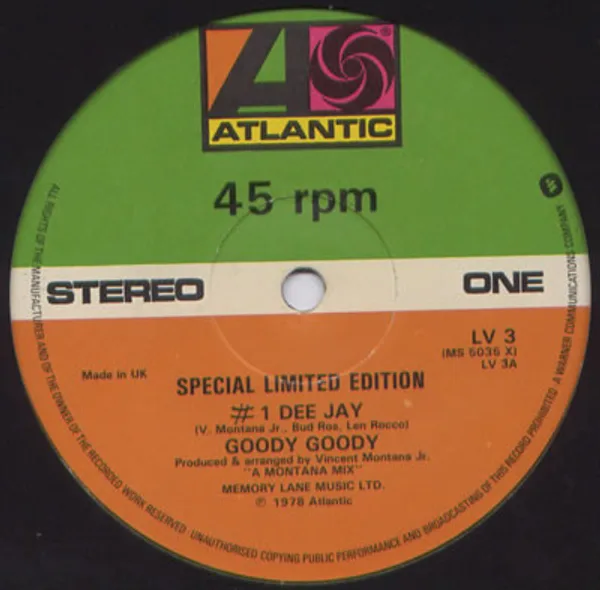 A
®
ATLANTIC
45 rpm
STEREO
ONE
LV 3
(MS 5036 X)
LV 3A
Made in UK
SPECIAL LIMITED EDITION
# 1 DEE JAY
(V. Montana Jr., Bud Ros, Len Rocco)
GOODY GOODY
Produced & arranged by Vincent Montana Jr.
"A MONTANA MIX"
MEMORY LANE MUSIC LTD.
℗ 1978 Atlantic
ALL RIGHTS OF THE MANUFACTURER AND OF THE OWNER OF THE RECORDED WORK RESERVED · UNAUTHORISED COPYING PUBLIC PERFORMANCE AND BROADCASTING OF THIS RECORD PROHIBITED · A WARNER COMMUNICATIONS COMPANY